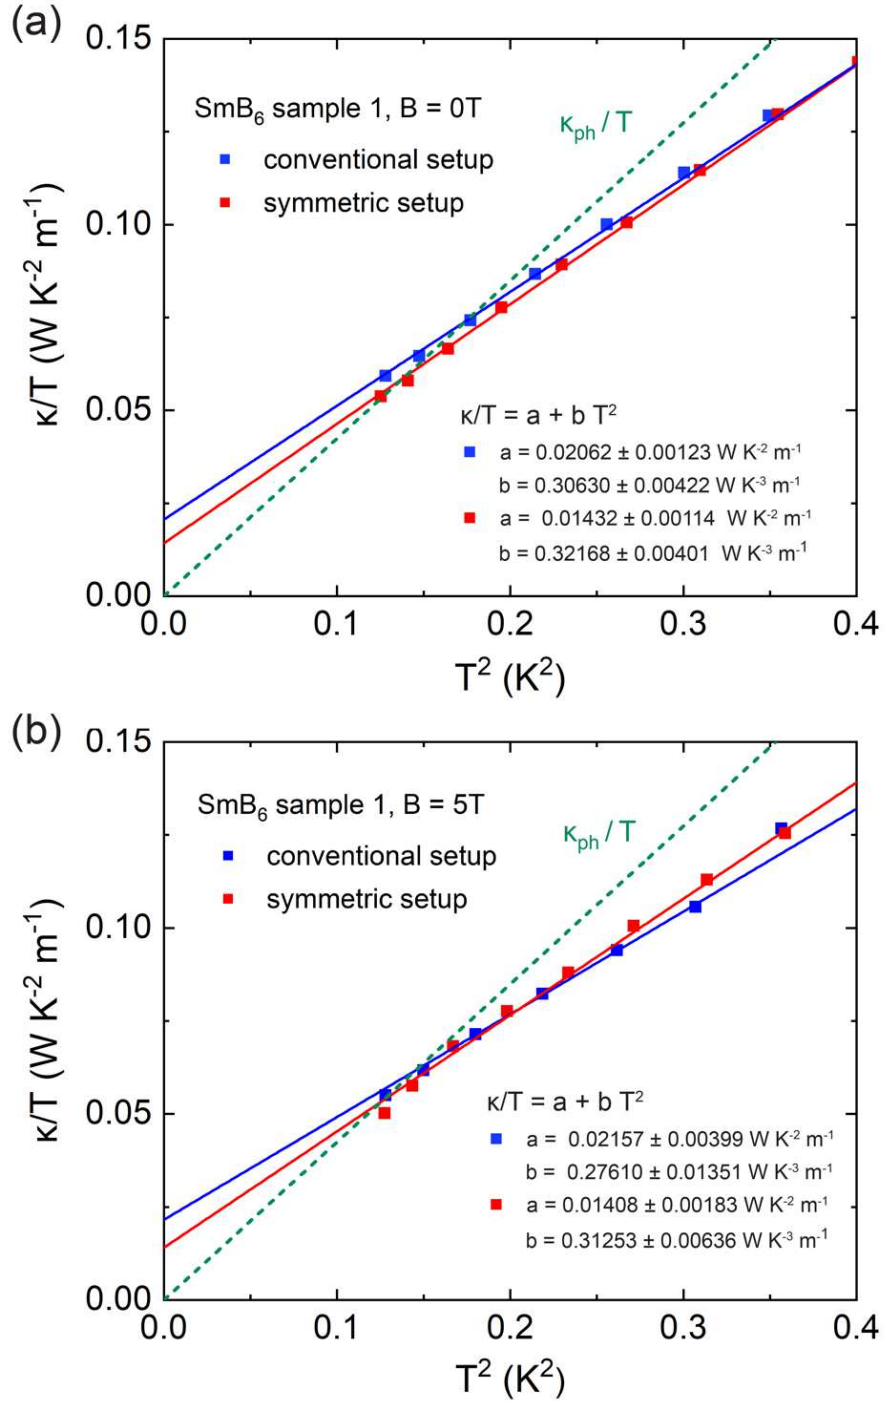 (a)
0.15
SmB₆ sample 1, B = 0T
κph / T
conventional setup
symmetric setup
0.10
κ/T (W K⁻² m⁻¹)
0.05
κ/T = a + b T²
a = 0.02062 ± 0.00123 W K⁻² m⁻¹
b = 0.30630 ± 0.00422 W K⁻³ m⁻¹
a = 0.01432 ± 0.00114 W K⁻² m⁻¹
b = 0.32168 ± 0.00401 W K⁻³ m⁻¹
0.00
0.0 0.1 0.2 0.3 0.4
T² (K²)
(b)
0.15
SmB₆ sample 1, B = 5T
κph / T
conventional setup
symmetric setup
0.10
κ/T (W K⁻² m⁻¹)
0.05
κ/T = a + b T²
a = 0.02157 ± 0.00399 W K⁻² m⁻¹
b = 0.27610 ± 0.01351 W K⁻³ m⁻¹
a = 0.01408 ± 0.00183 W K⁻² m⁻¹
b = 0.31253 ± 0.00636 W K⁻³ m⁻¹
0.00
0.0 0.1 0.2 0.3 0.4
T² (K²)